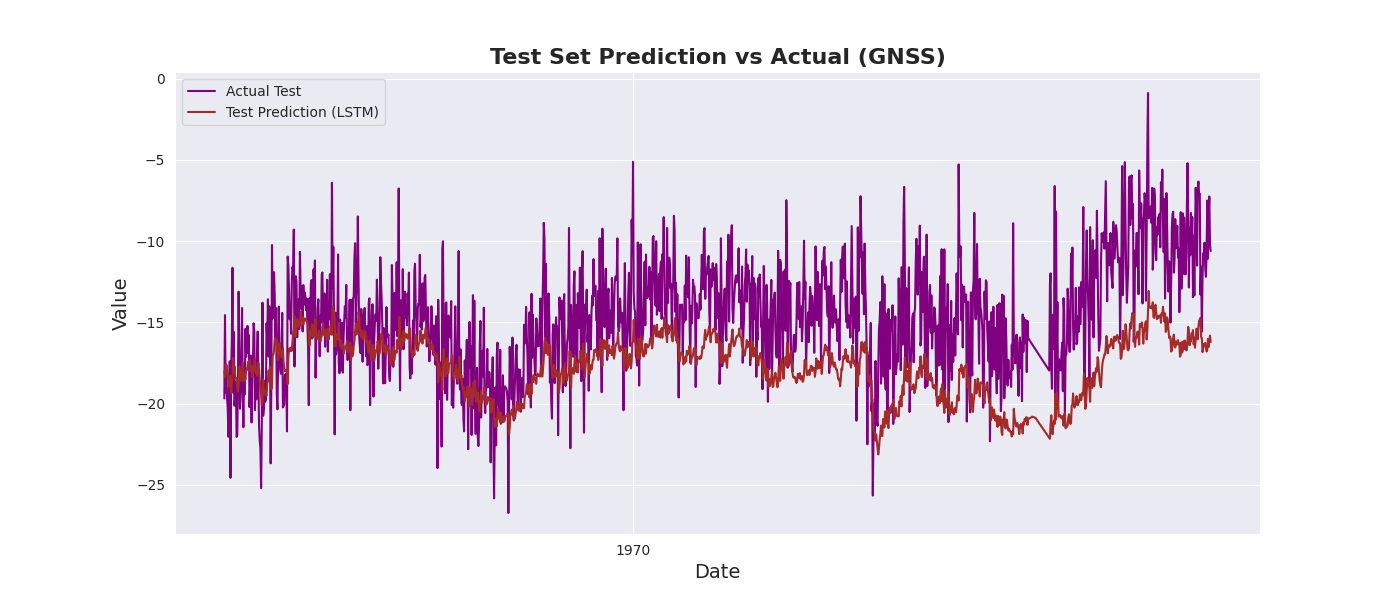 Test Set Prediction vs Actual (GNSS)
Actual Test
Test Prediction (LSTM)
0
−5
−10
−15
−20
−25
Value
1970
Date